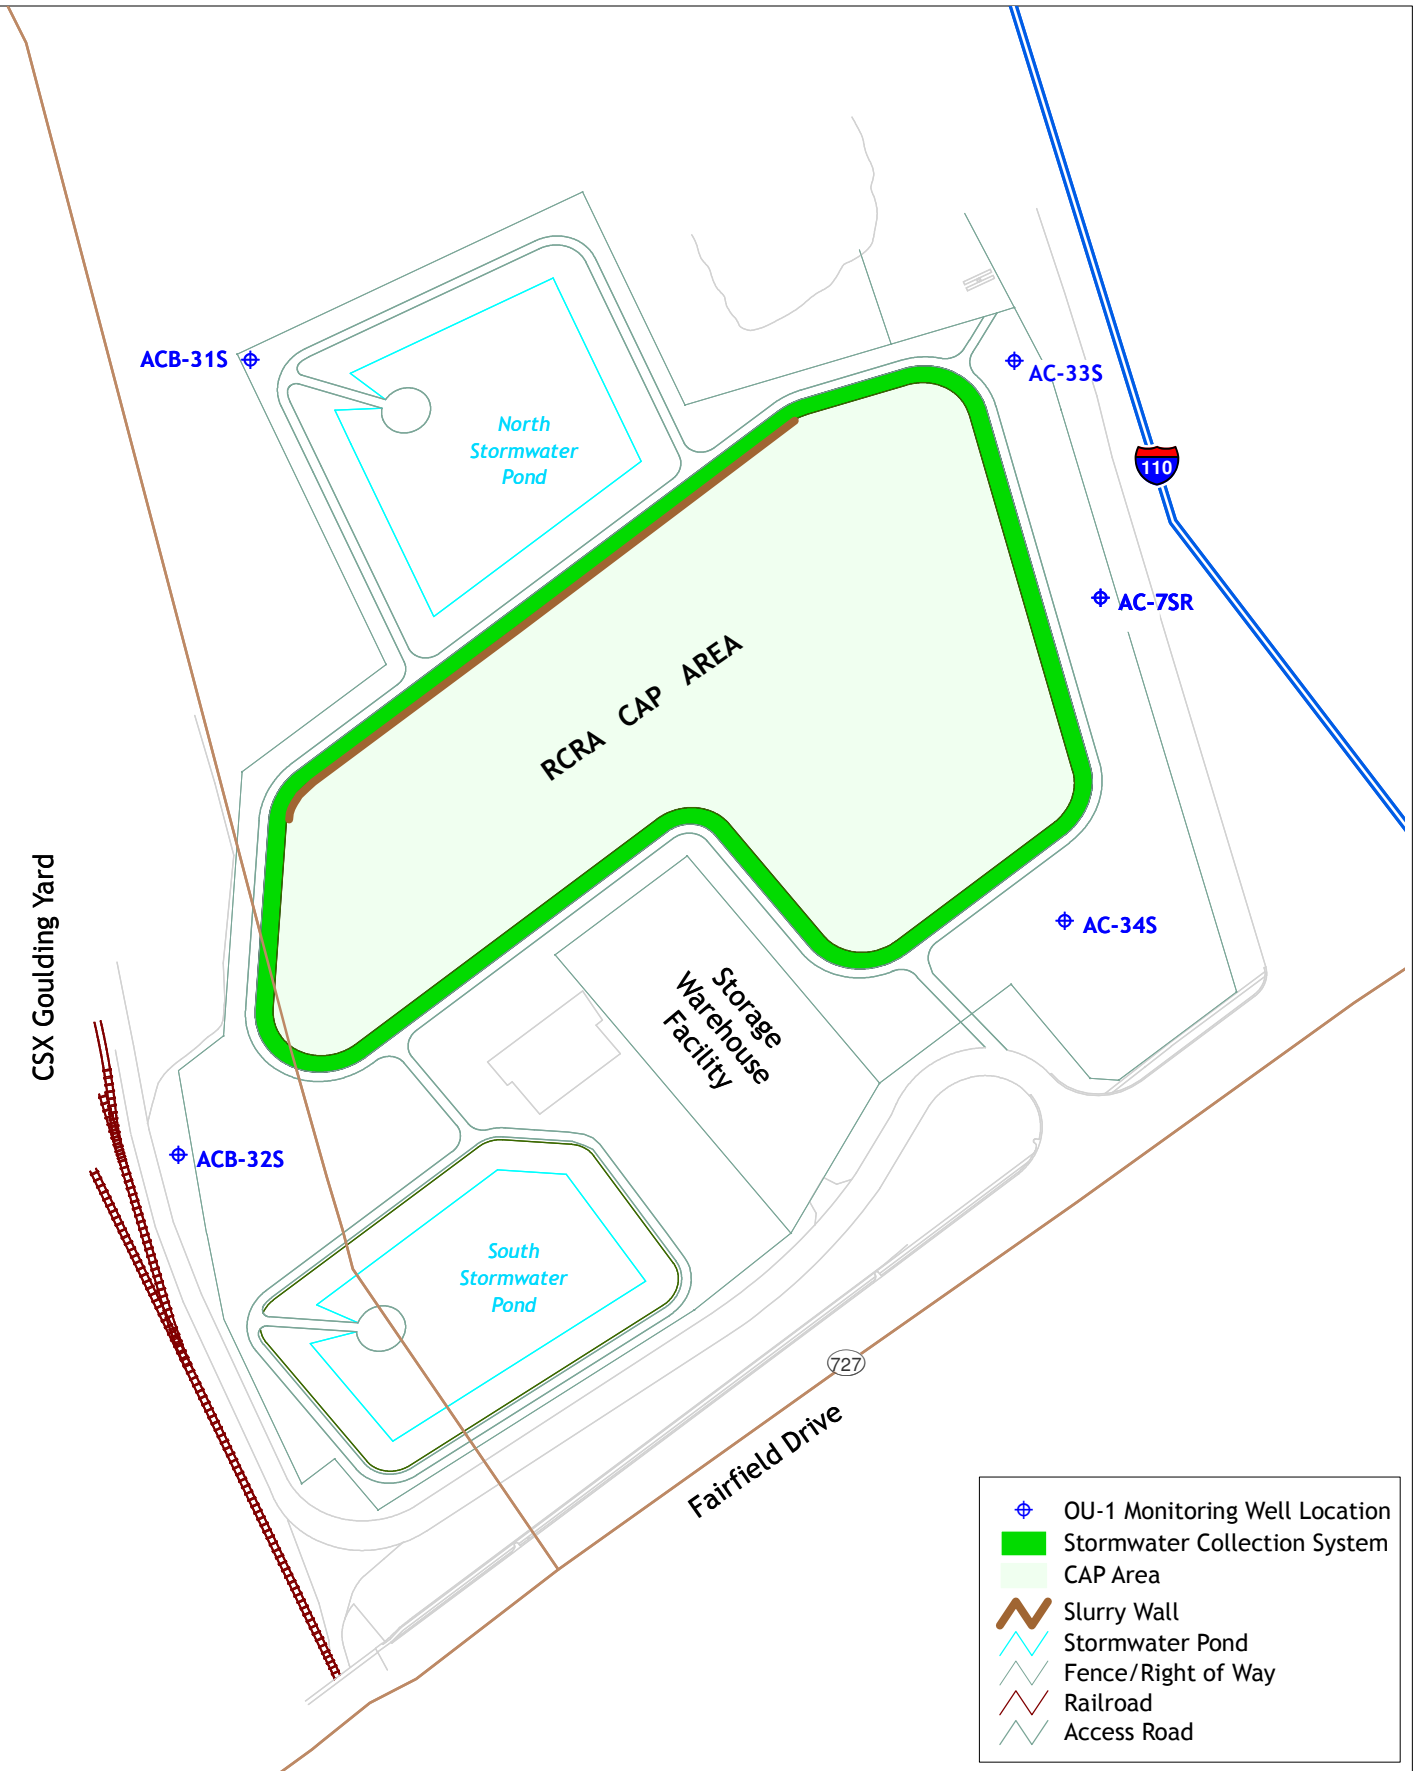 ACB-31S
AC-33S
North
Stormwater
Pond
110
AC-7SR
RCRA CAP AREA
CSX Goulding Yard
AC-34S
Storage
Warehouse
Facility
ACB-32S
South
Stormwater
Pond
727
Fairfield Drive
OU-1 Monitoring Well Location
Stormwater Collection System
CAP Area
Slurry Wall
Stormwater Pond
Fence/Right of Way
Railroad
Access Road